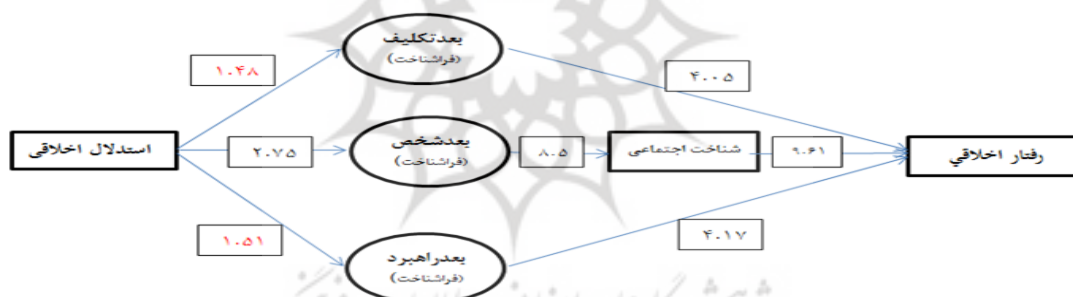 بعدتکلیف
(فراشناخت)
۱.۴۸
۴.۰۵
استدلال اخلاقی
۲.۷۵
بعدشخص
(فراشناخت)
۸.۵
شناخت اجتماعی
۹.۶۱
رفتار اخلاقي
۱.۵۱
۴.۱۷
بعدراهبرد
(فراشناخت)